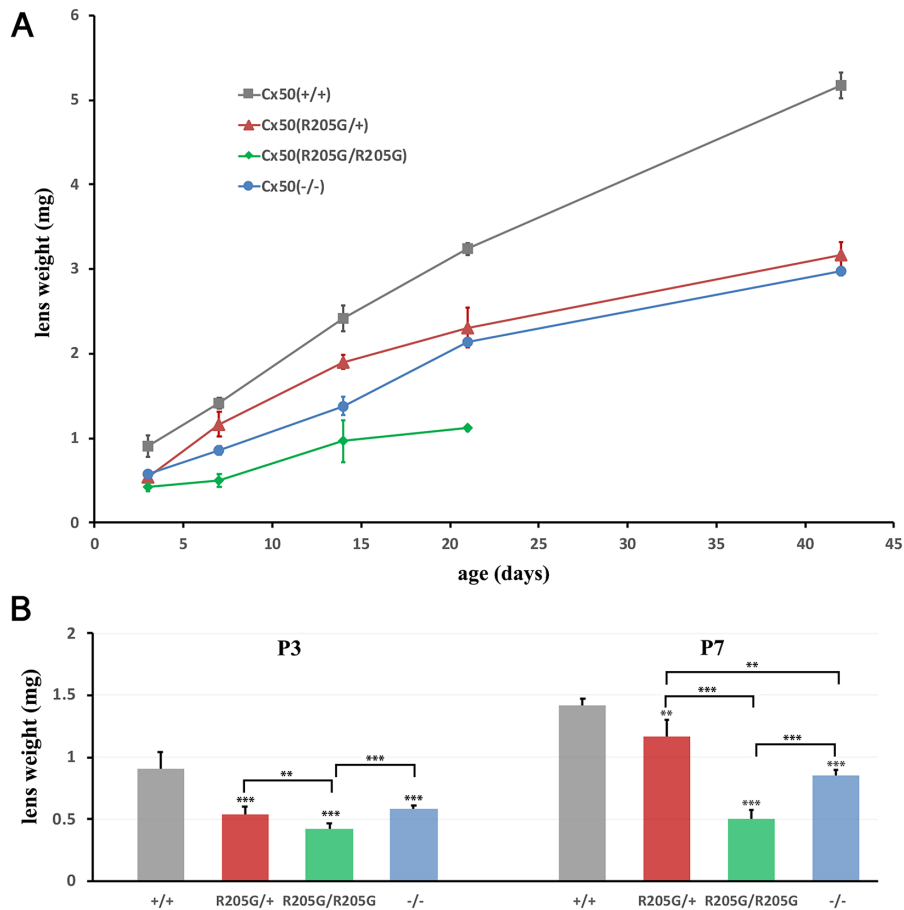 A
6
5
4
3
2
1
0
lens weight (mg)
Cx50(+/+)
Cx50(R205G/+)
Cx50(R205G/R205G)
Cx50(-/-)
0 5 10 15 20 25 30 35 40 45
age (days)
B
P3 P7
2
1.5
1
0.5
0
lens weight (mg)
** ***
*** *** ***
**
***
** *** ***
***
+/+ R205G/+ R205G/R205G -/- +/+ R205G/+ R205G/R205G -/-